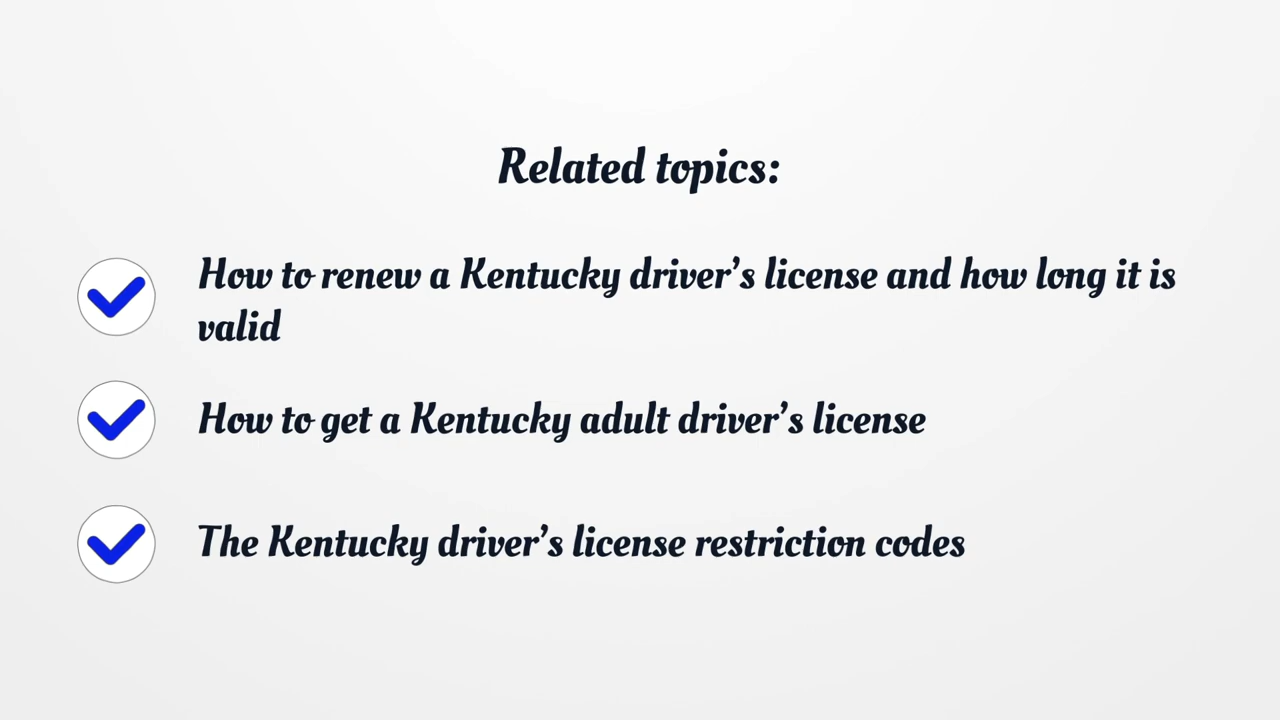 Related topics:
How to renew a Kentucky driver’s license and how long it is
valid
How to get a Kentucky adult driver’s license
The Kentucky driver’s license restriction codes